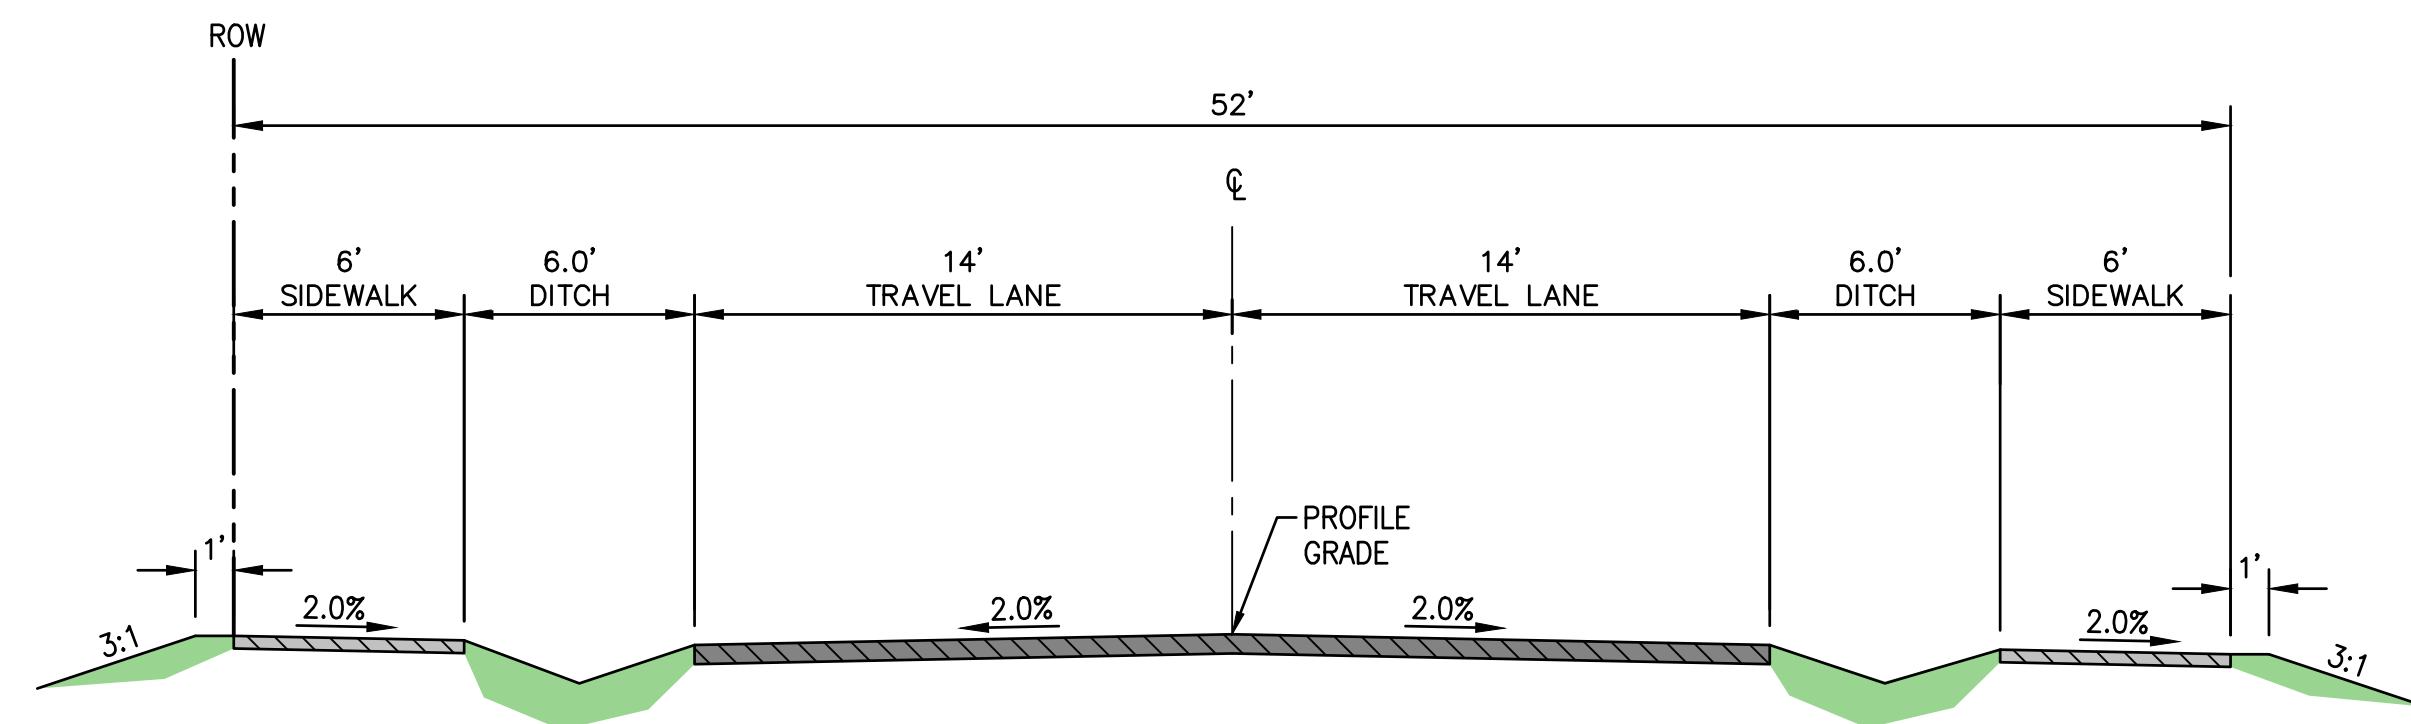 ROW
52'
℄
6'
SIDEWALK
6.0'
DITCH
14'
TRAVEL LANE
14'
TRAVEL LANE
6.0'
DITCH
6'
SIDEWALK
PROFILE
GRADE
1'
1'
3:1
2.0%
2.0%
2.0%
2.0%
3:1